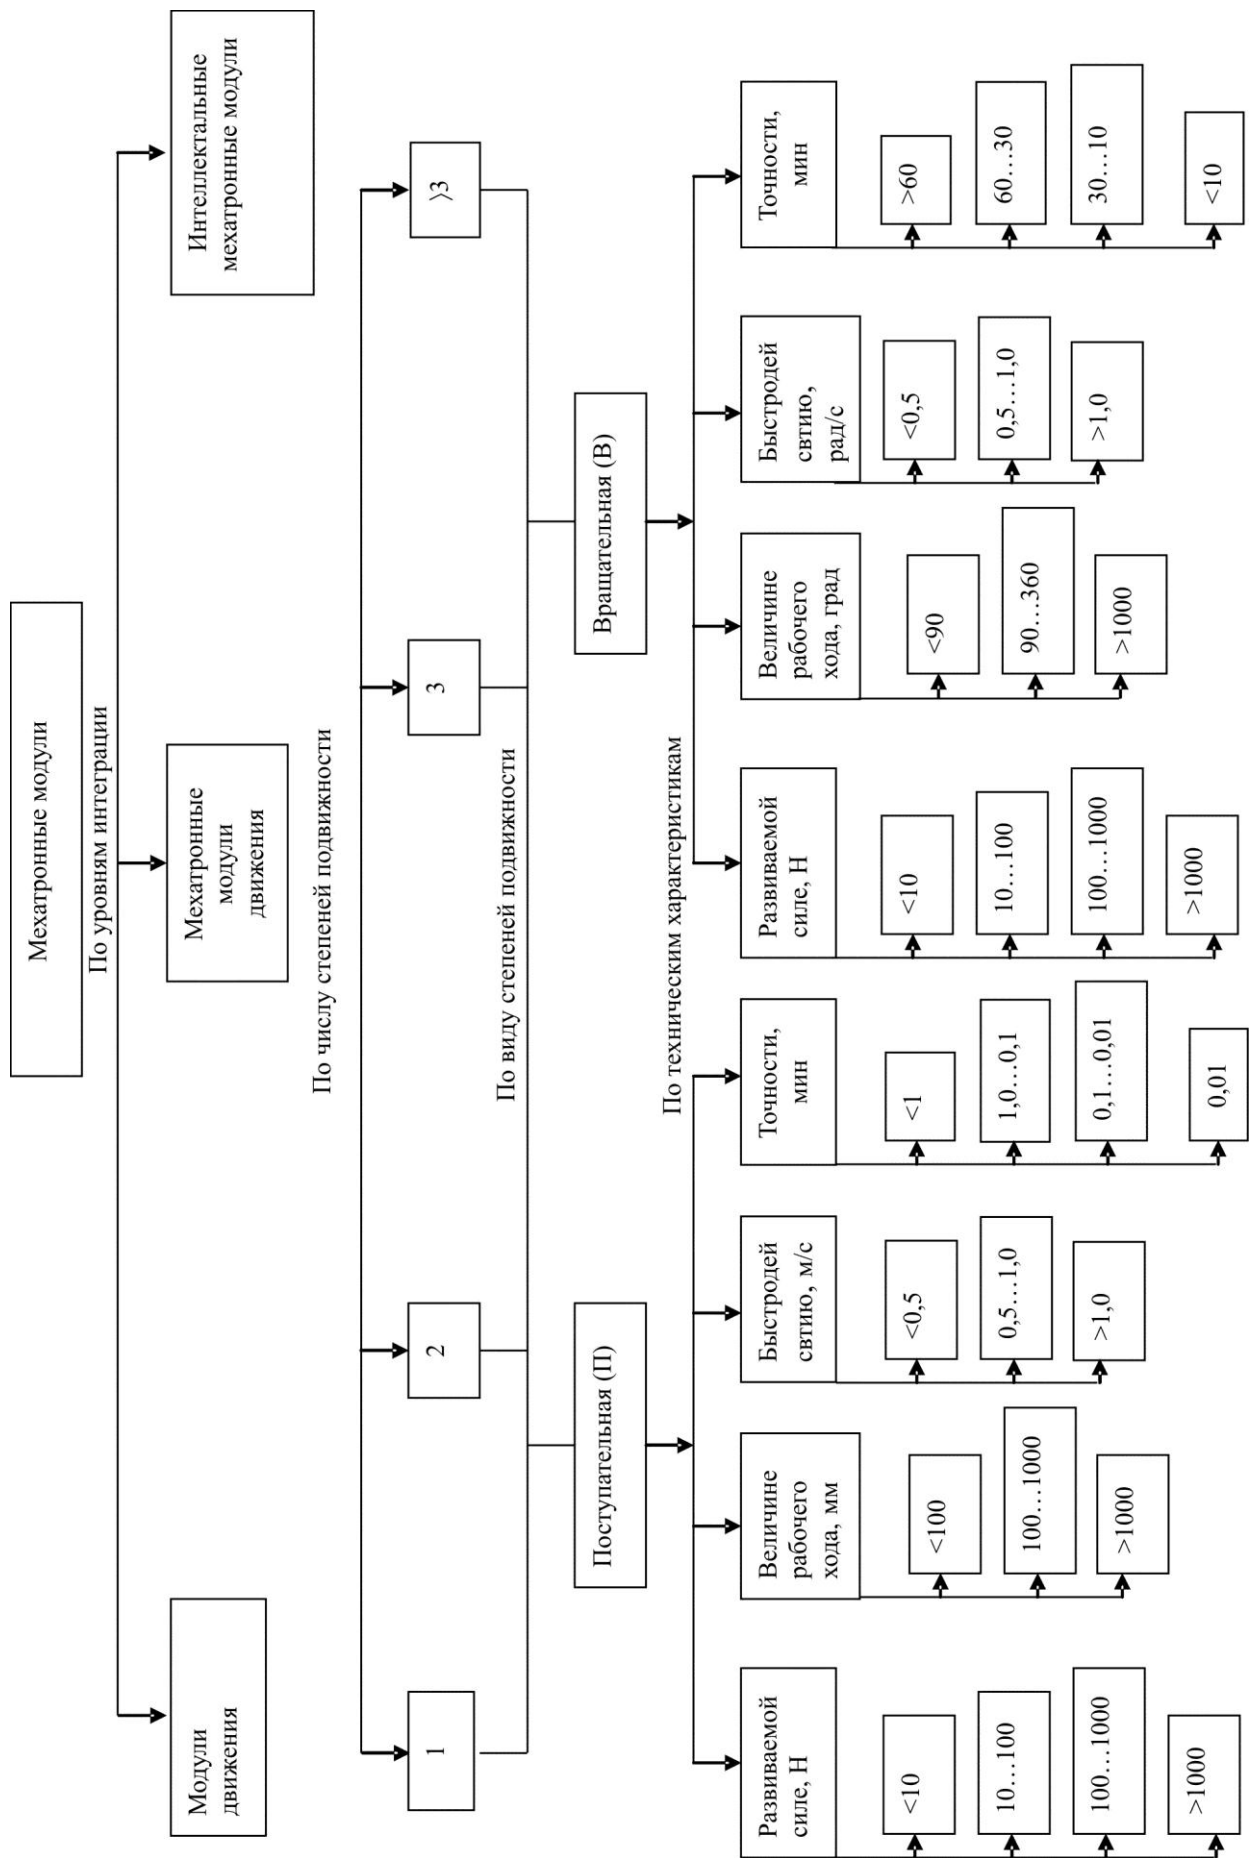 Мехатронные модули
По уровням интеграции
Модули
движения
Мехатронные
модули
движения
Интеллектальные
мехатронные модули
По числу степеней подвижности
1
2
3
〉3
По виду степеней подвижности
Поступательная (П)
Вращательная (В)
По техническим характеристикам
Развиваемой
силе, Н
<10
10…100
100…1000
>1000
Величине
рабочего
хода, мм
<100
100…1000
>1000
Быстродей
свтию, м/с
<0,5
0,5…1,0
>1,0
Точности,
мин
<1
1,0…0,1
0,1…0,01
0,01
Развиваемой
силе, Н
<10
10…100
100…1000
>1000
Величине
рабочего
хода, град
<90
90…360
>1000
Быстродей
свтию,
рад/с
<0,5
0,5…1,0
>1,0
Точности,
мин
>60
60…30
30…10
<10